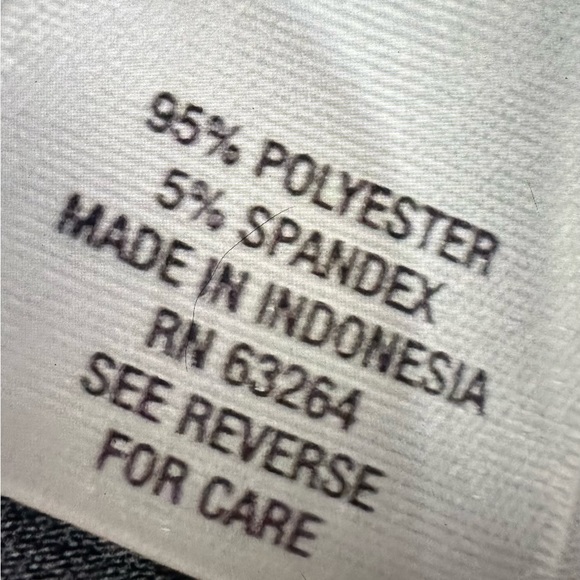 95% POLYESTER
5% SPANDEX
MADE IN INDONESIA
RN 63264
SEE REVERSE
FOR CARE